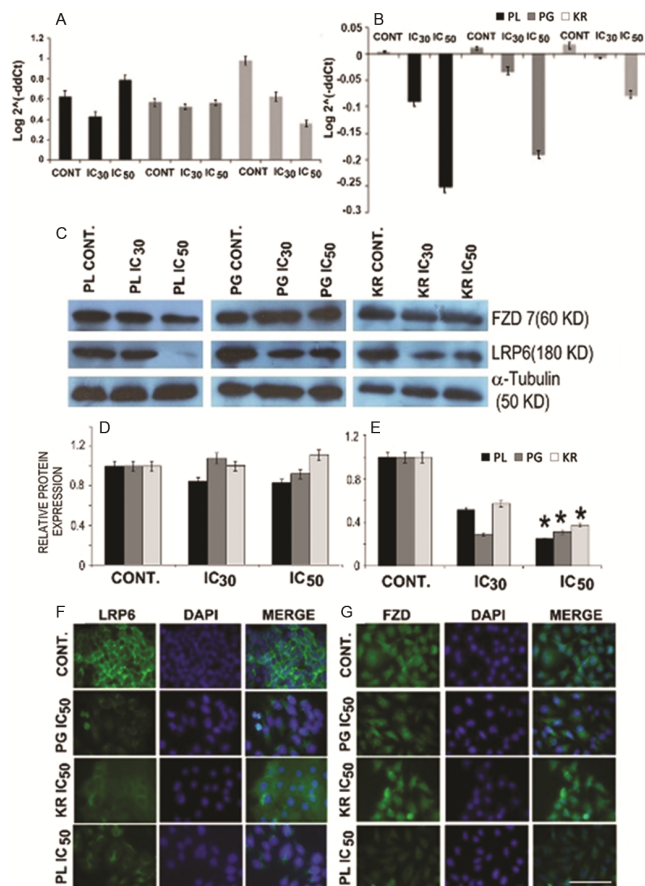 A
Log 2^(-ddCt)
1.2
1.0
0.8
0.6
0.4
0.2
0
CONT IC30 IC50 CONT IC30 IC50 CONT IC30 IC50
B
PL PG KR
CONT IC30 IC50 CONT IC30 IC50 CONT IC30 IC50
Log 2^(-ddCt)
0.05
0
-0.05
-0.1
-0.15
-0.2
-0.25
-0.3
C
PL CONT. PL IC30 PL IC50 PG CONT. PG IC30 PG IC50 KR CONT. KR IC30 KR IC50
FZD 7(60 KD)
LRP6(180 KD)
α-Tubulin
(50 KD)
D
RELATIVE PROTEIN
EXPRESSION
1.2
0.8
0.4
0
CONT. IC30 IC50
E
PL PG KR
1.2
0.8
0.4
0
* * *
CONT. IC30 IC50
F
LRP6 DAPI MERGE
CONT.
PG IC50
KR IC50
PL IC50
G
FZD DAPI MERGE
CONT.
PG IC50
KR IC50
PL IC50